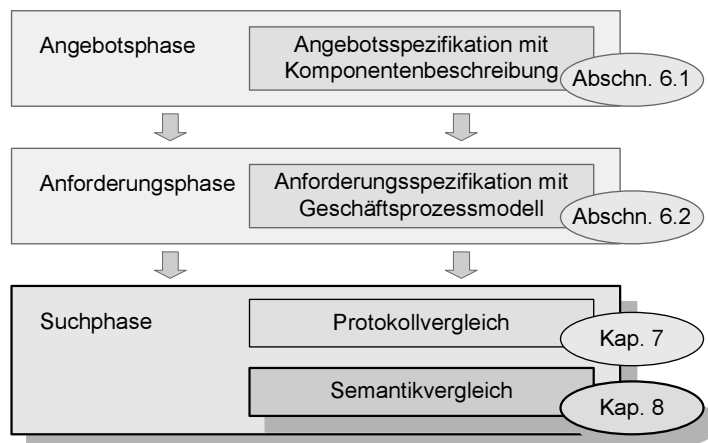 Angebotsphase
Angebotsspezifikation mit
Komponentenbeschreibung
Abschn. 6.1
Anforderungsphase
Anforderungsspezifikation mit
Geschäftsprozessmodell
Abschn. 6.2
Suchphase
Protokollvergleich
Kap. 7
Semantikvergleich
Kap. 8